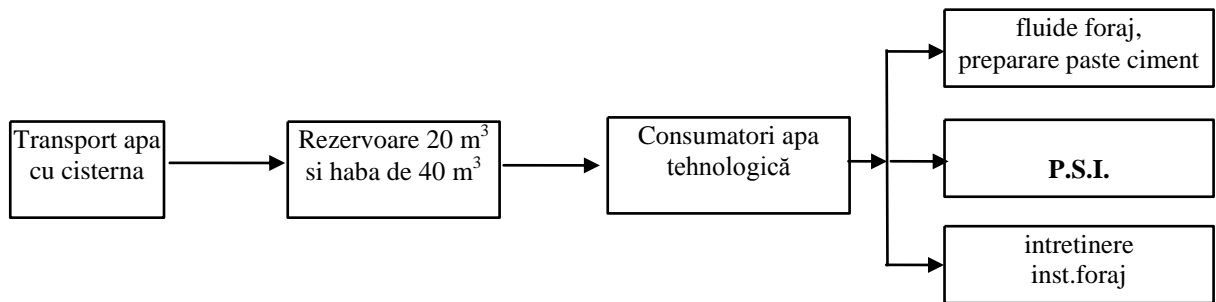 Transport apa
cu cisterna
Rezervoare 20 m³
si haba de 40 m³
Consumatori apa
tehnologică
fluide foraj,
preparare paste ciment
P.S.I.
intretinere
inst.foraj